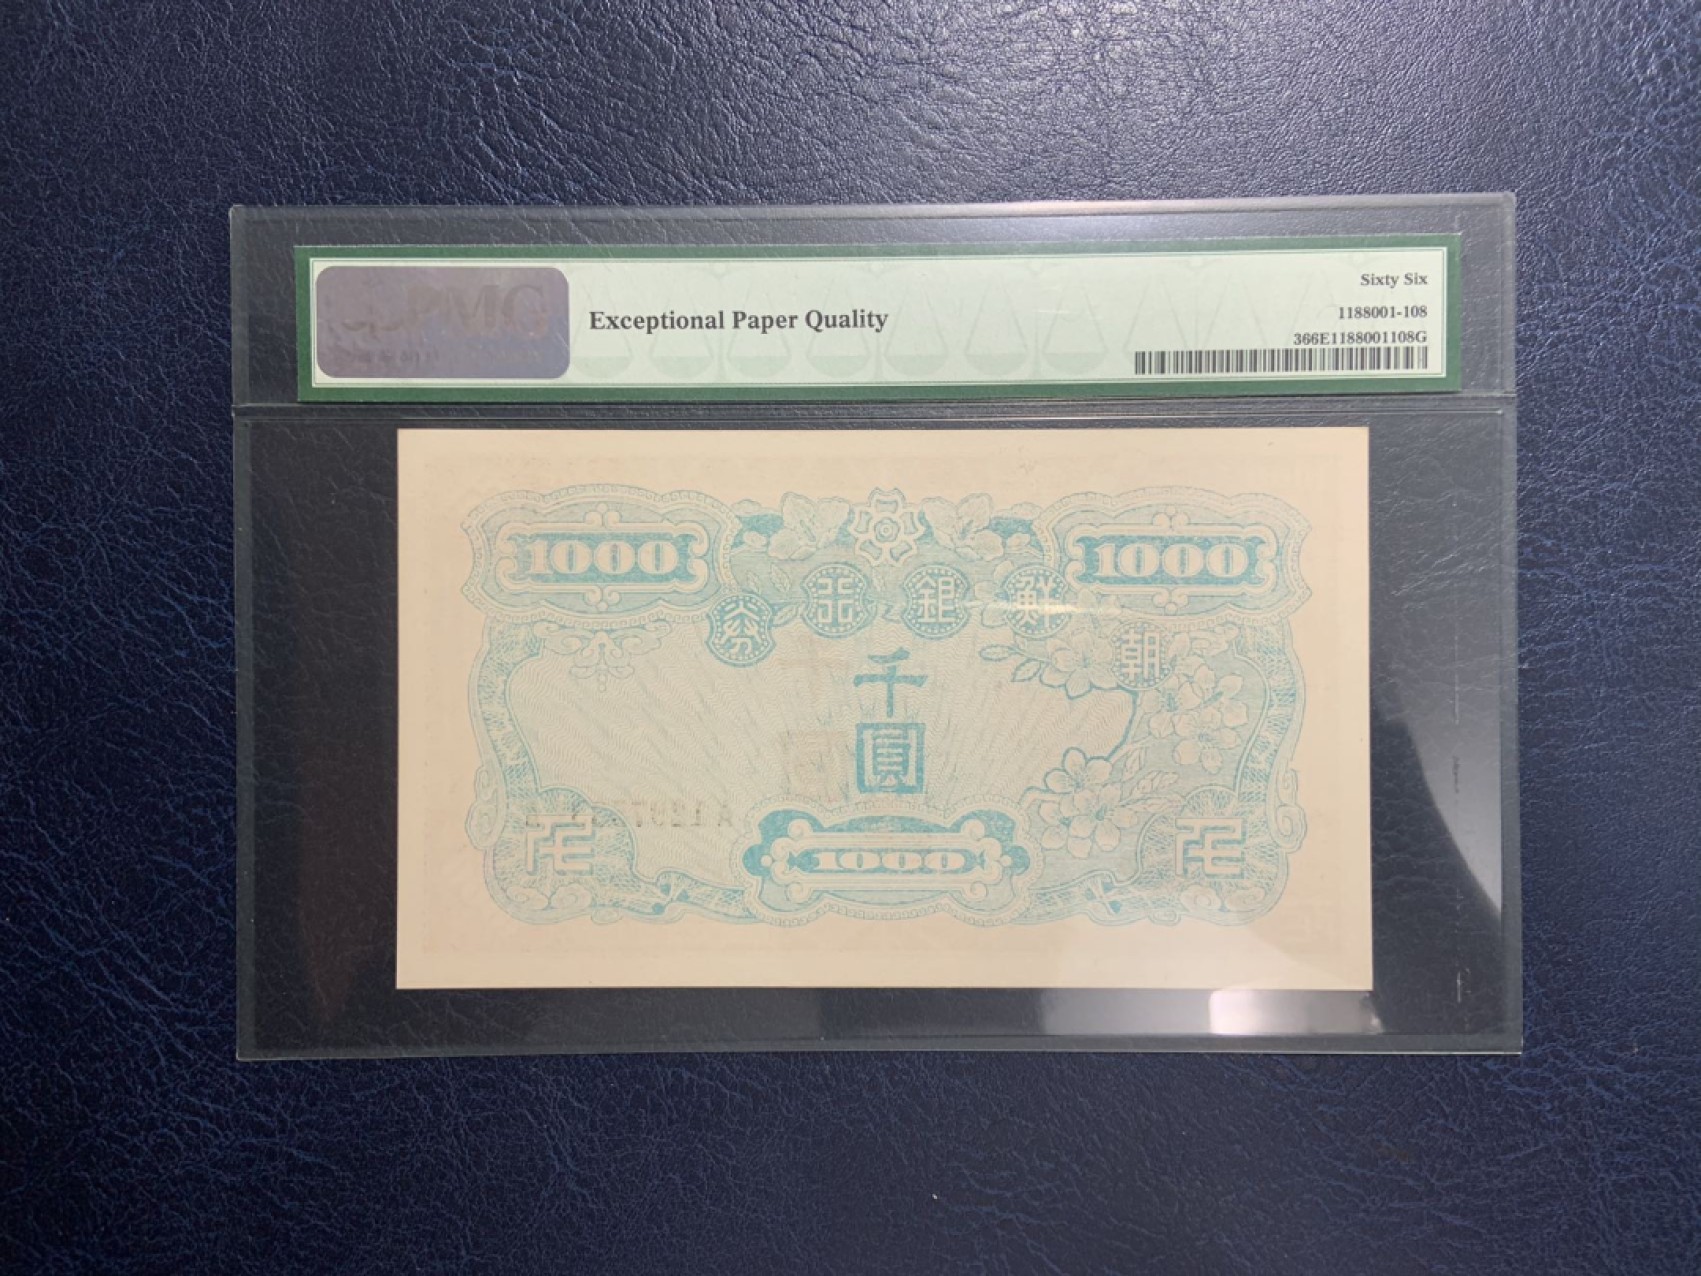 PMG
Exceptional Paper Quality
Sixty Six
1188001-108
366E1188001108G
1000
1000
券行銀鮮朝
千
圓
1000